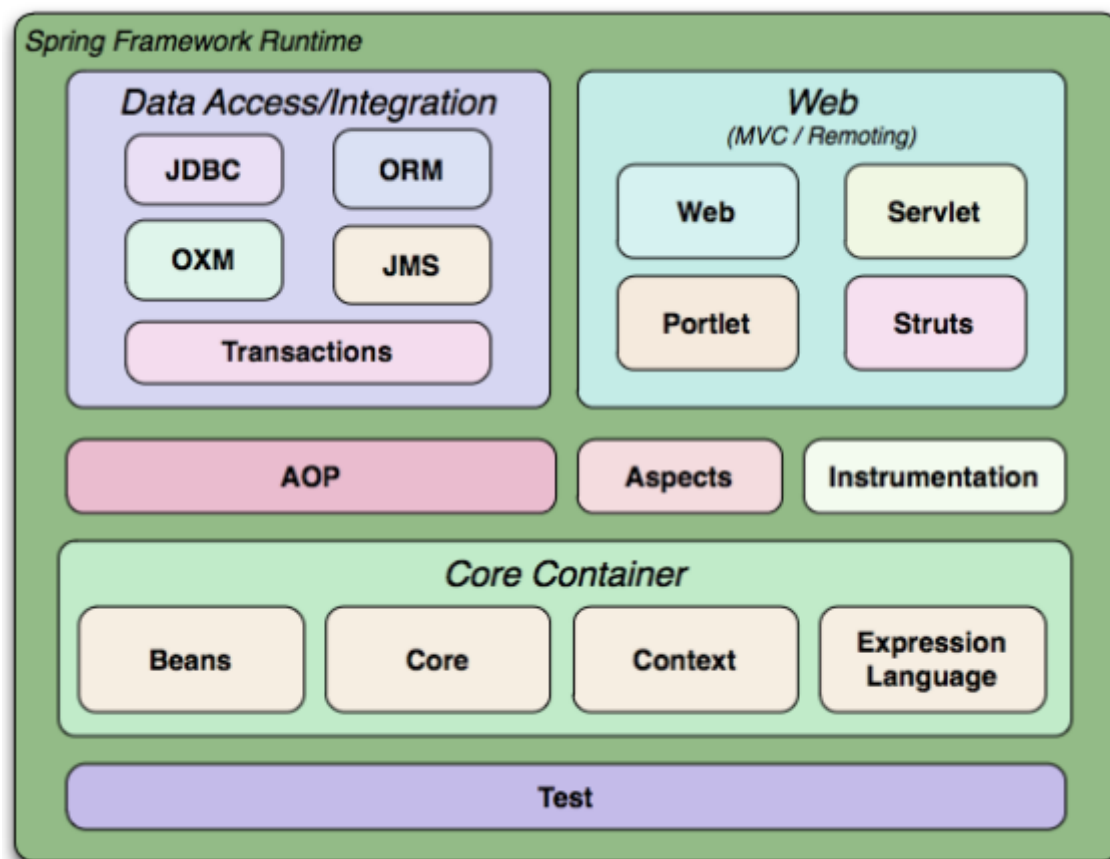 Spring Framework Runtime
Data Access/Integration
JDBC
ORM
OXM
JMS
Transactions
Web
(MVC / Remoting)
Web
Servlet
Portlet
Struts
AOP
Aspects
Instrumentation
Core Container
Beans
Core
Context
Expression
Language
Test